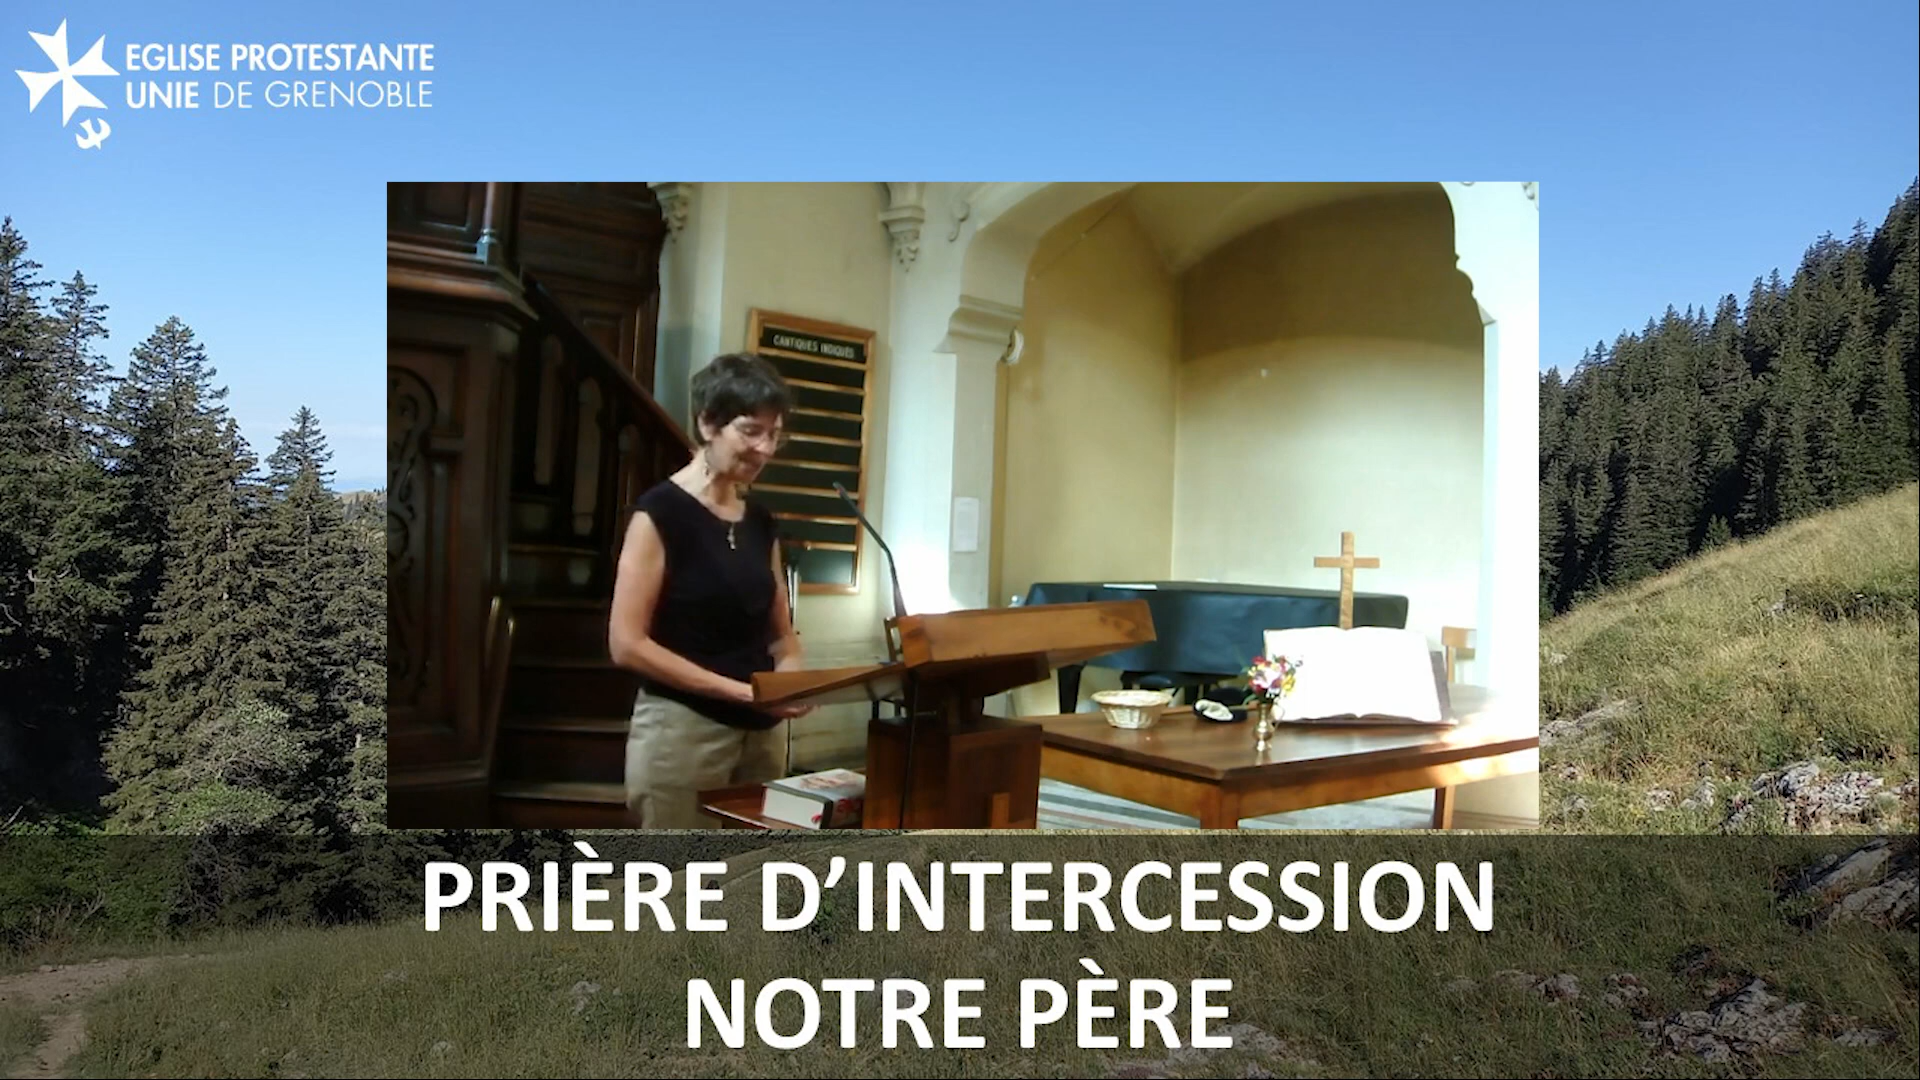 EGLISE PROTESTANTE
UNIE DE GRENOBLE
CANTIQUES INDIQUÉS
PRIÈRE D’INTERCESSION
NOTRE PÈRE